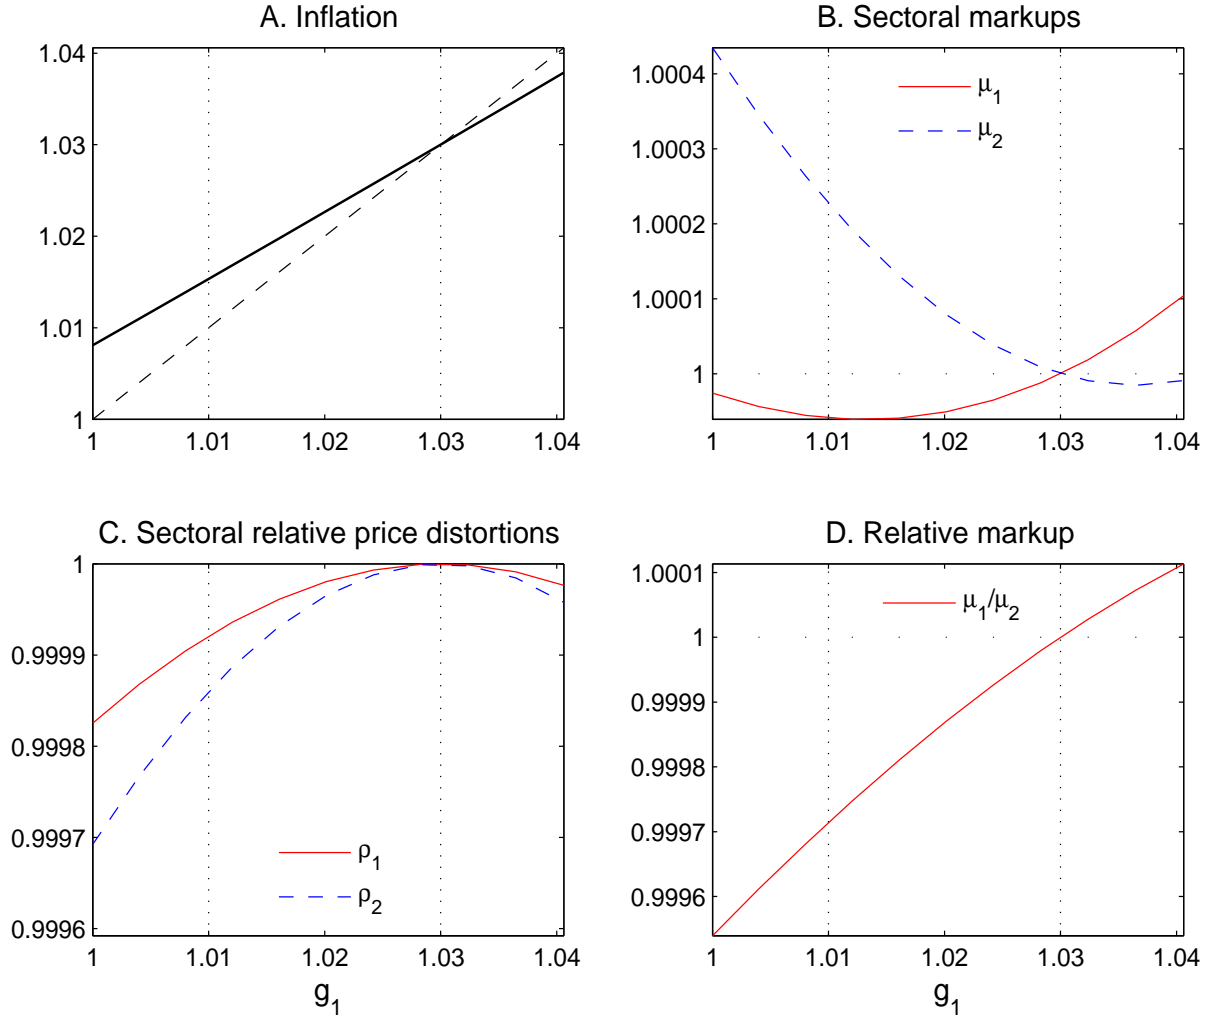 A. Inflation
1.04
1.03
1.02
1.01
1
1 1.01 1.02 1.03 1.04
B. Sectoral markups
μ1
μ2
1.0004
1.0003
1.0002
1.0001
1
1 1.01 1.02 1.03 1.04
C. Sectoral relative price distortions
1
0.9999
0.9998
0.9997
0.9996
ρ1
ρ2
1 1.01 1.02 1.03 1.04
g1
D. Relative markup
μ1/μ2
1.0001
1
0.9999
0.9998
0.9997
0.9996
1 1.01 1.02 1.03 1.04
g1